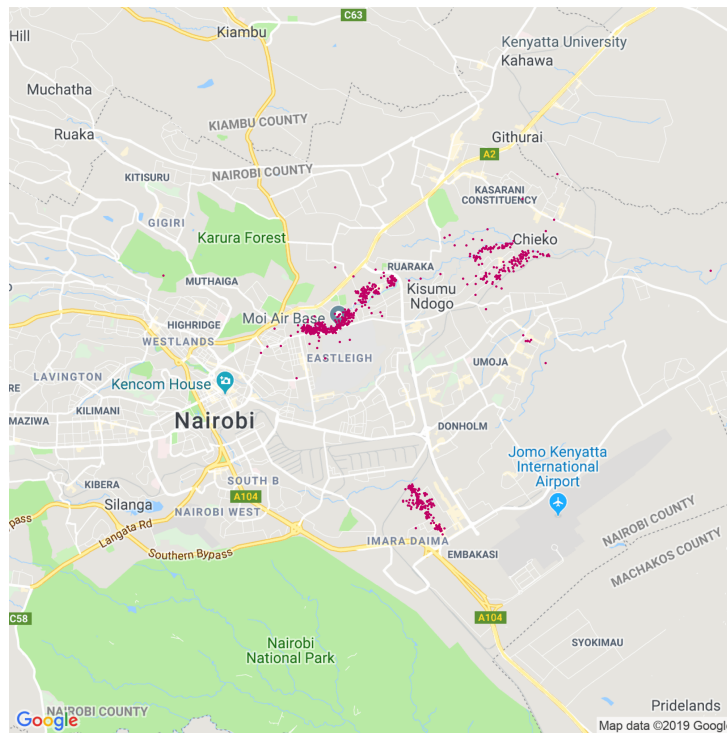 C63
Hill
Kiambu
Kenyatta University
Kahawa
Muchatha
KIAMBU COUNTY
Ruaka
Githurai
A2
NAIROBI COUNTY
KITISURU
KASARANI
CONSTITUENCY
GIGIRI
Karura Forest
Chieko
RUARAKA
MUTHAIGA
Kisumu
Ndogo
Moi Air Base
HIGHRIDGE
WESTLANDS
EASTLEIGH
UMOJA
LAVINGTON
Kencom House
RE
KILIMANI
MAZIWA
Nairobi
DONHOLM
Jomo Kenyatta
International
Airport
KIBERA
SOUTH B
Silanga
A104
NAIROBI WEST
NAIROBI COUNTY
MACHAKOS COUNTY
ypass
Langata Rd
Southern Bypass
IMARA DAIMA
EMBAKASI
C58
A104
Nairobi
National Park
SYOKIMAU
Pridelands
NAIROBI COUNTY
Google
Map data ©2019 Google